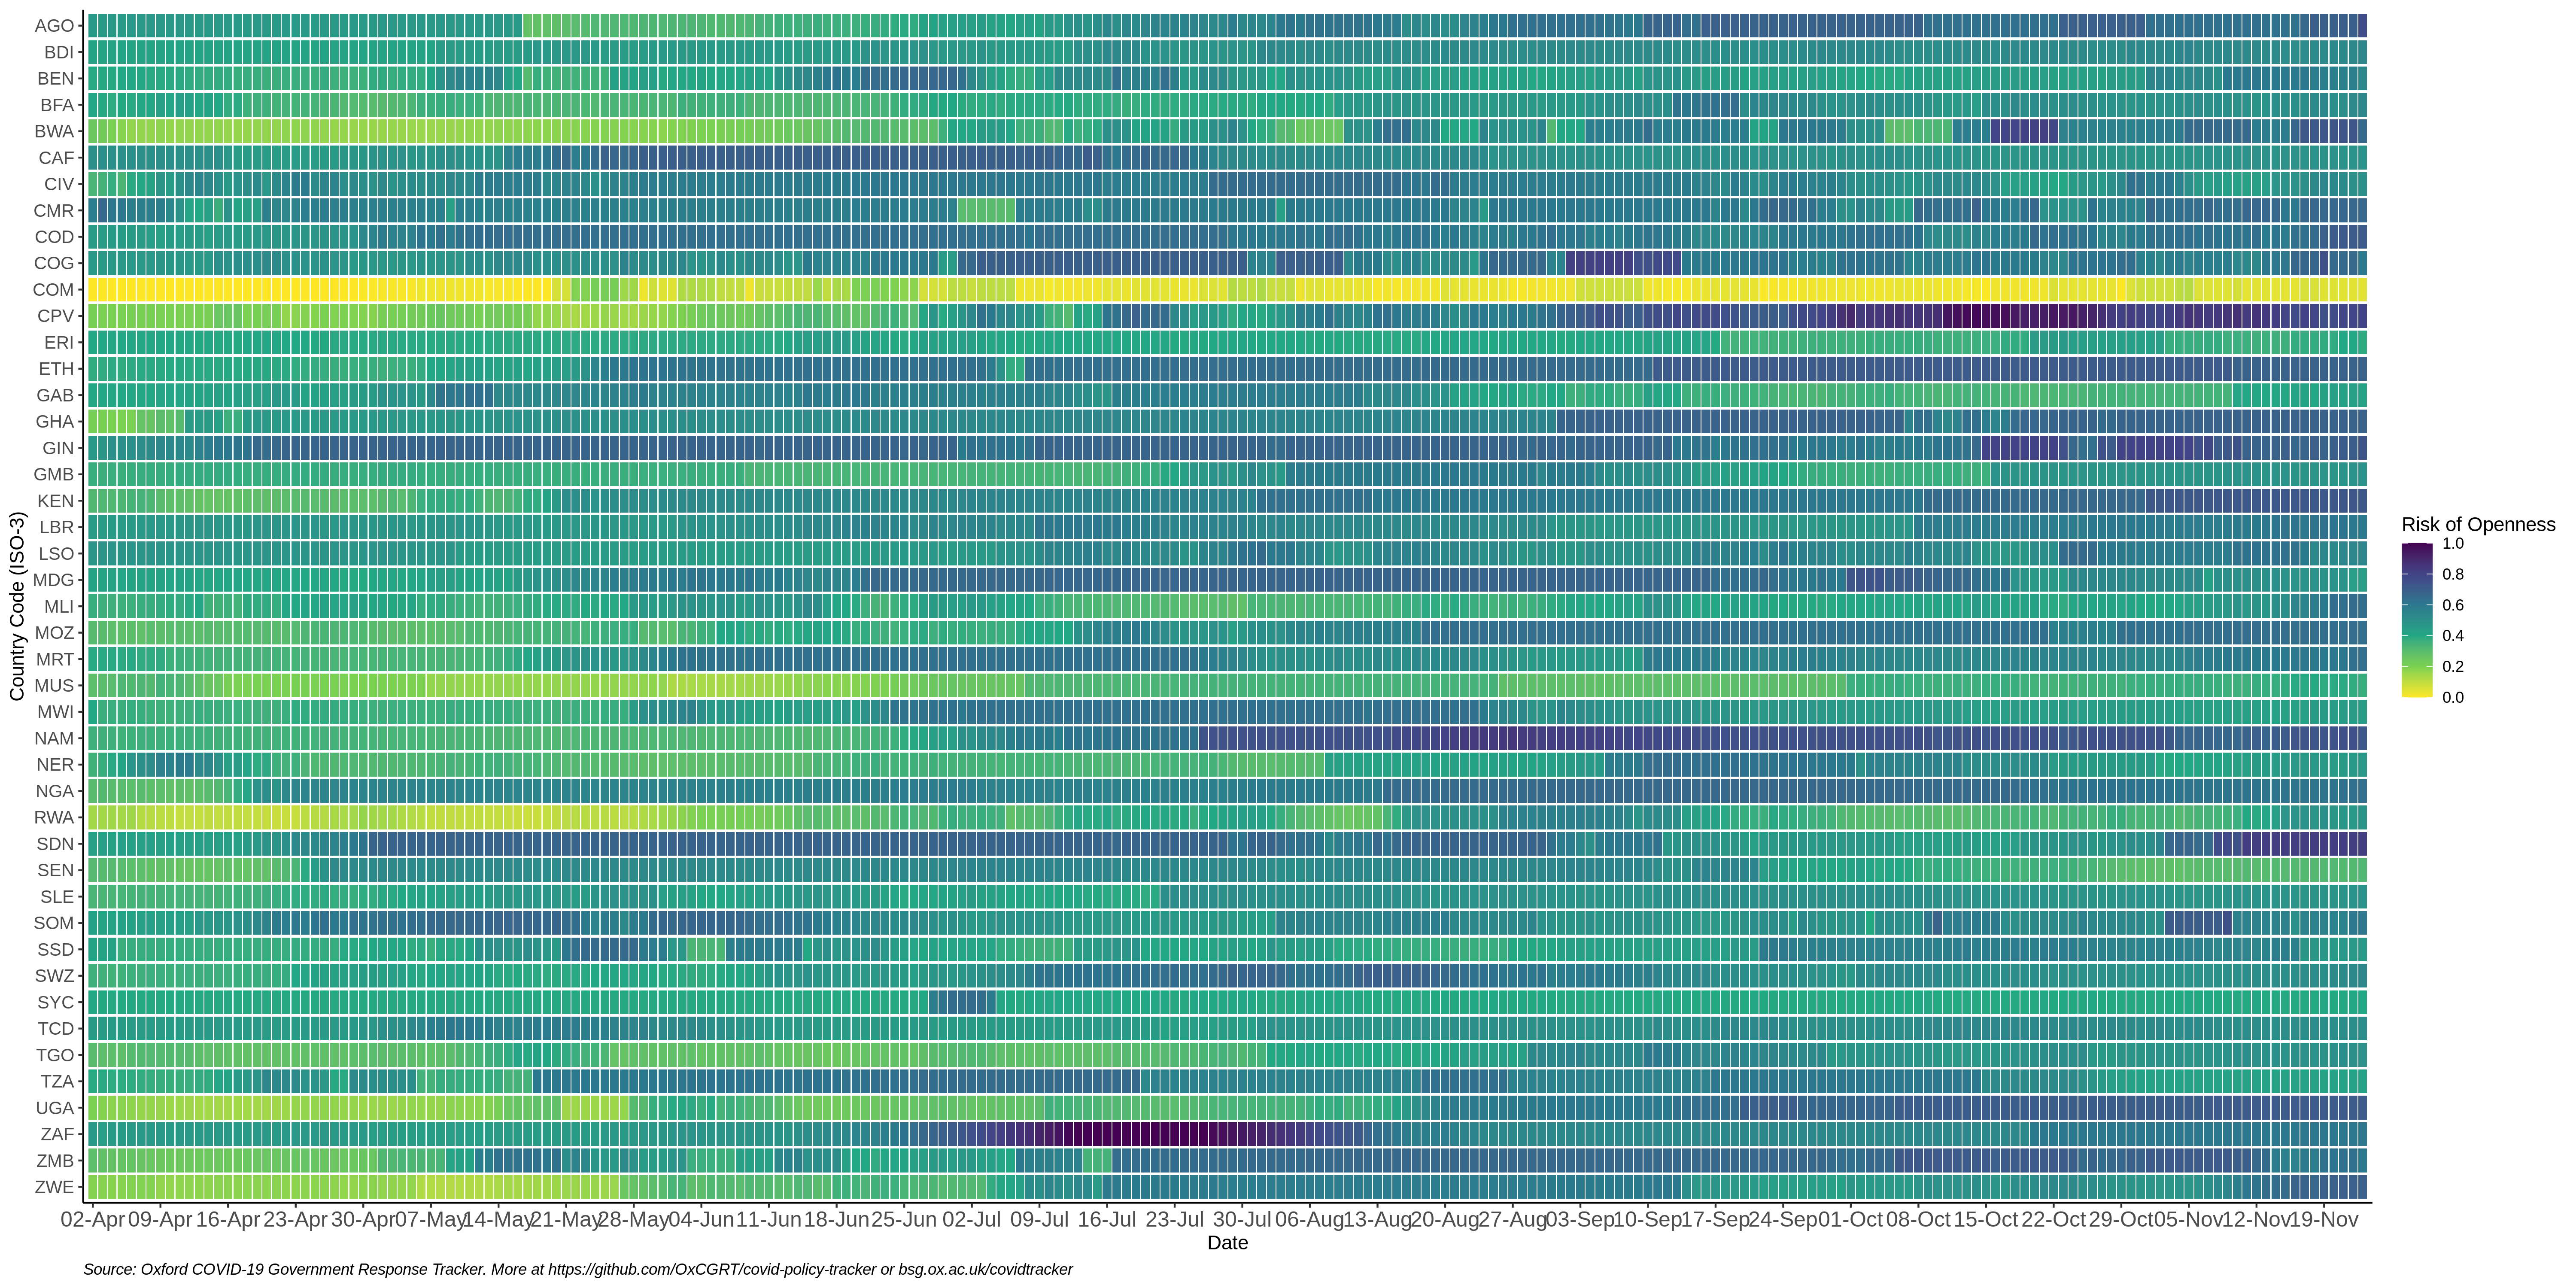 AGO
BDI
BEN
BFA
BWA
CAF
CIV
CMR
COD
COG
COM
CPV
ERI
ETH
GAB
GHA
GIN
GMB
KEN
LBR
LSO
MDG
MLI
MOZ
MRT
MUS
MWI
NAM
NER
NGA
RWA
SDN
SEN
SLE
SOM
SSD
SWZ
SYC
TCD
TGO
TZA
UGA
ZAF
ZMB
ZWE
Country Code (ISO-3)
02-Apr 09-Apr 16-Apr 23-Apr 30-Apr 07-May 14-May 21-May 28-May 04-Jun 11-Jun 18-Jun 25-Jun 02-Jul 09-Jul 16-Jul 23-Jul 30-Jul 06-Aug 13-Aug 20-Aug 27-Aug 03-Sep 10-Sep 17-Sep 24-Sep 01-Oct 08-Oct 15-Oct 22-Oct 29-Oct 05-Nov 12-Nov 19-Nov
Date
Risk of Openness
1.0
0.8
0.6
0.4
0.2
0.0
Source: Oxford COVID-19 Government Response Tracker. More at https://github.com/OxCGRT/covid-policy-tracker or bsg.ox.ac.uk/covidtracker